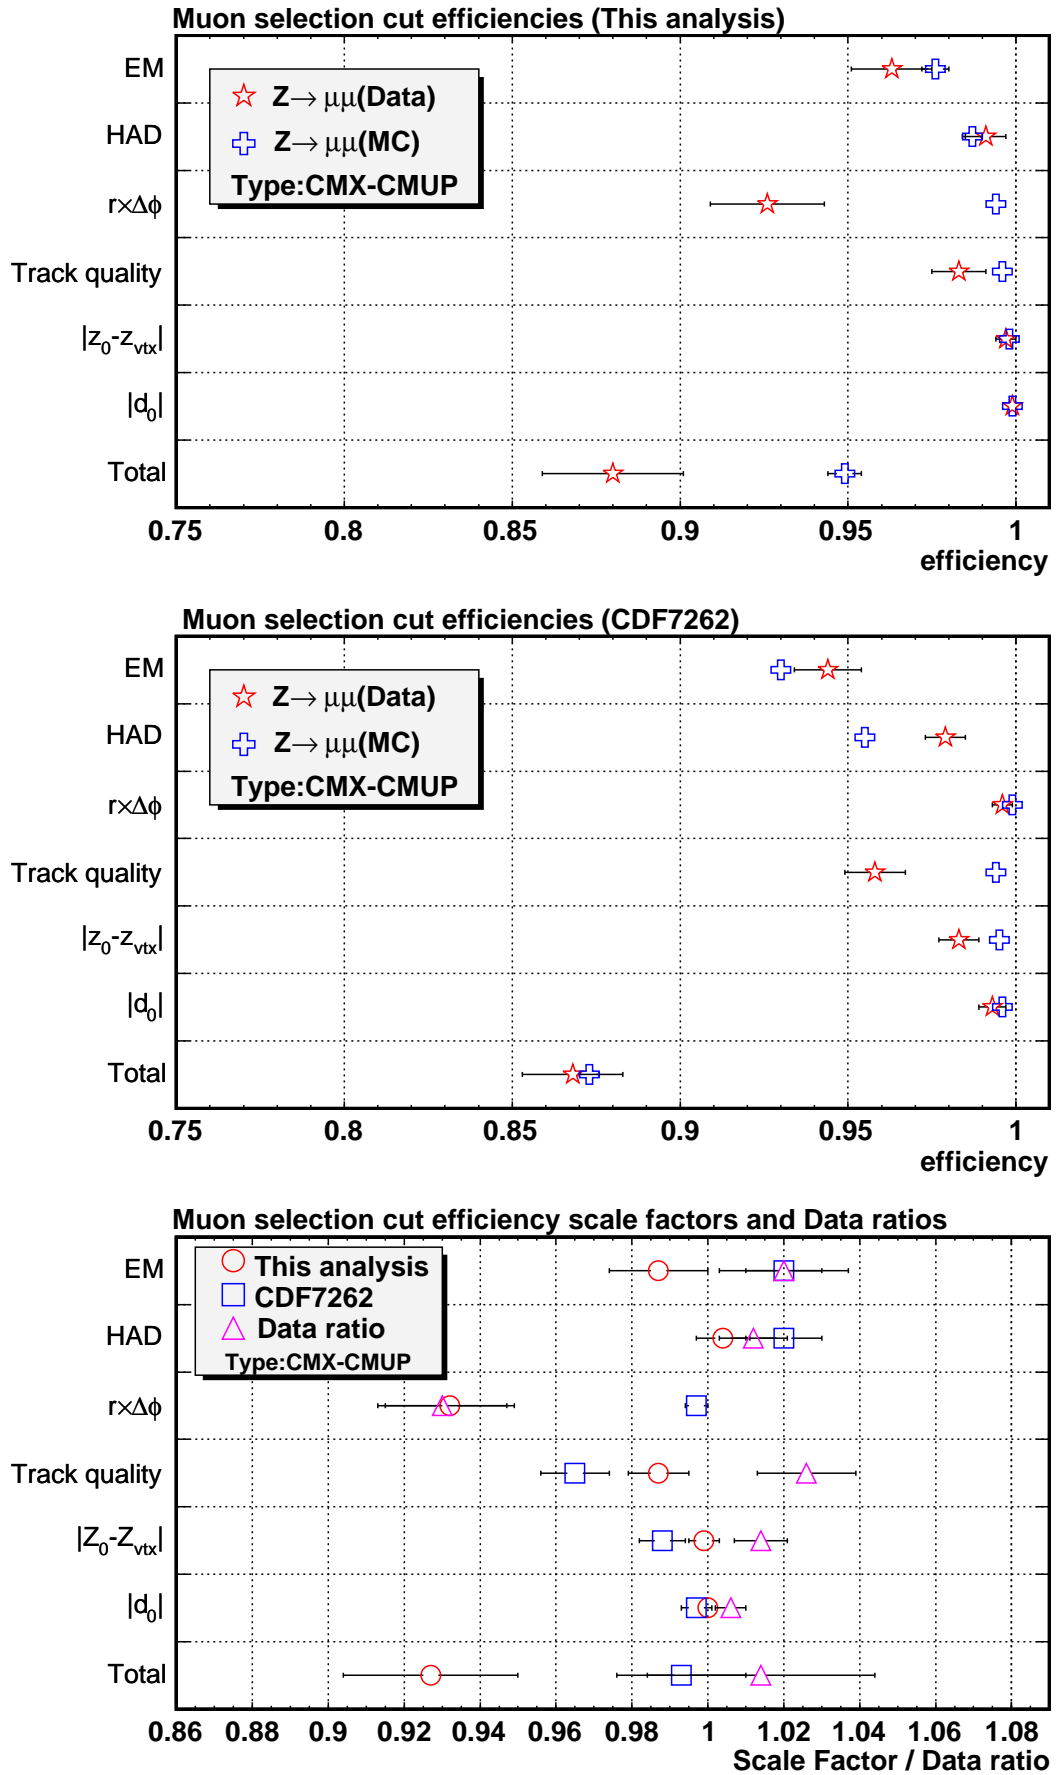 Muon selection cut efficiencies (This analysis)
Z→ μμ(Data)
Z→ μμ(MC)
Type:CMX-CMUP
EM
HAD
r×Δϕ
Track quality
|z₀-z_vtx|
|d₀|
Total
0.75 0.8 0.85 0.9 0.95 1
efficiency
Muon selection cut efficiencies (CDF7262)
Z→ μμ(Data)
Z→ μμ(MC)
Type:CMX-CMUP
EM
HAD
r×Δϕ
Track quality
|z₀-z_vtx|
|d₀|
Total
0.75 0.8 0.85 0.9 0.95 1
efficiency
Muon selection cut efficiency scale factors and Data ratios
This analysis
CDF7262
Data ratio
Type:CMX-CMUP
EM
HAD
r×Δϕ
Track quality
|Z₀-Z_vtx|
|d₀|
Total
0.86 0.88 0.9 0.92 0.94 0.96 0.98 1 1.02 1.04 1.06 1.08
Scale Factor / Data ratio